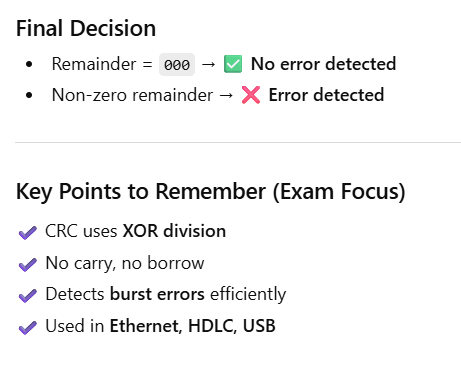 Final Decision
• Remainder = 000 → ✅ No error detected
• Non-zero remainder → ❌ Error detected
Key Points to Remember (Exam Focus)
✔ CRC uses XOR division
✔ No carry, no borrow
✔ Detects burst errors efficiently
✔ Used in Ethernet, HDLC, USB